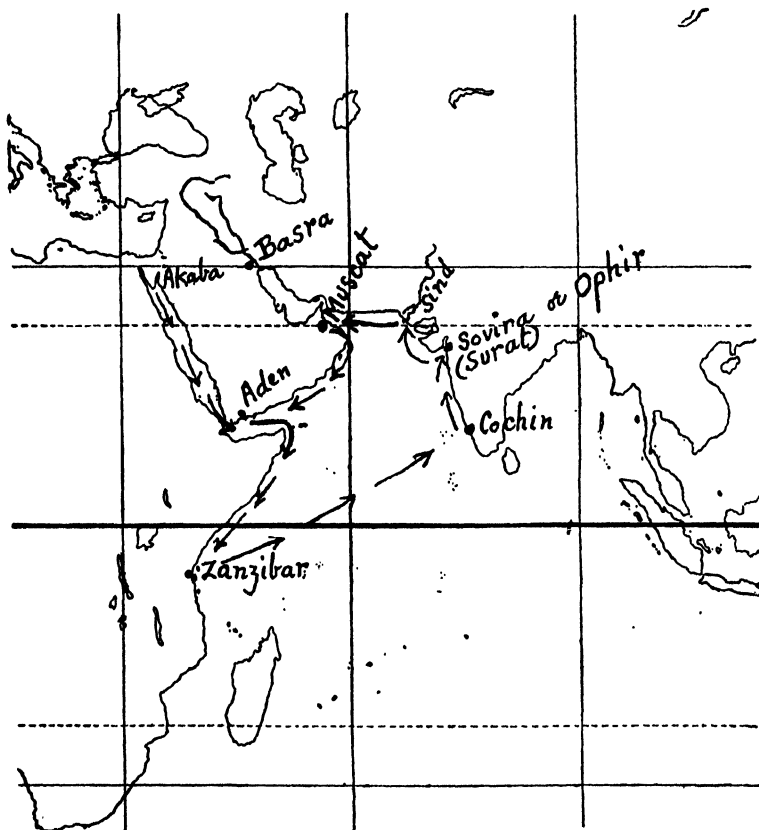 Basra
Muscat
Akaba
Sind
Sovira or Ophir
(Surat)
Aden
Cochin
Zanzibar